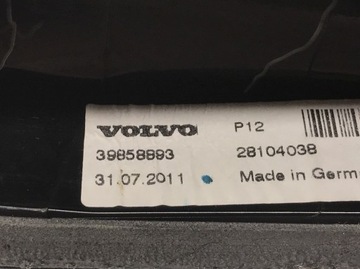 VOLVO P12
39858893 28104038
31.07.2011 Made in Germ